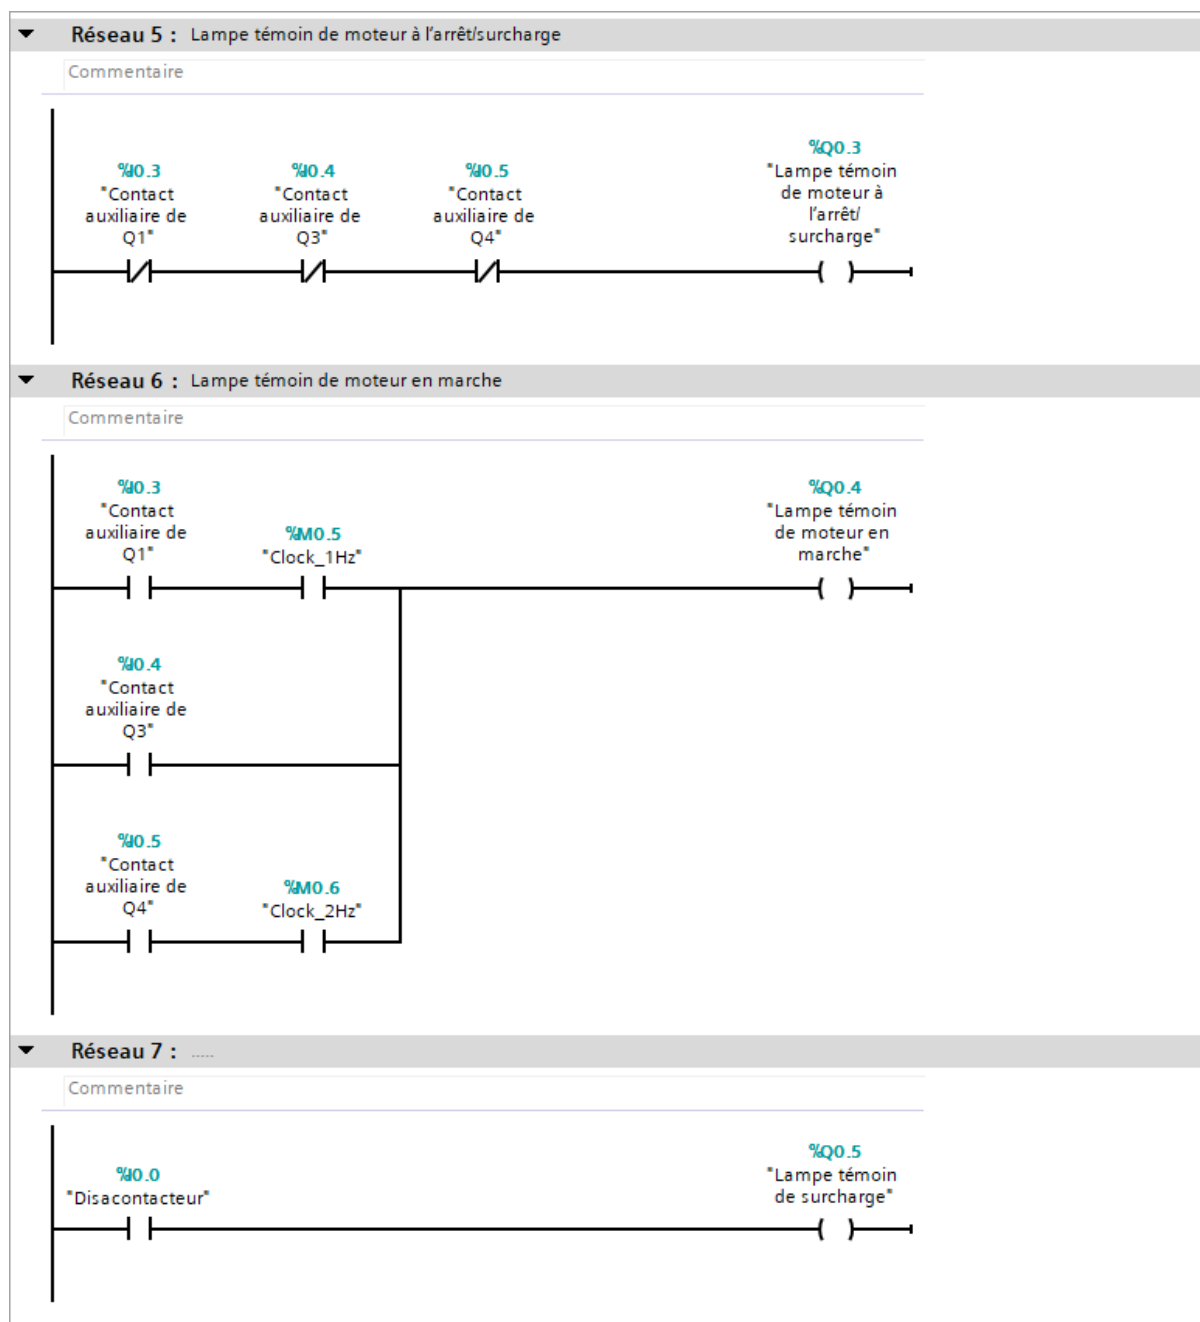 Réseau 5 : Lampe témoin de moteur à l'arrêt/surcharge
Commentaire
%I0.3
"Contact
auxiliaire de
Q1"
%I0.4
"Contact
auxiliaire de
Q3"
%I0.5
"Contact
auxiliaire de
Q4"
%Q0.3
"Lampe témoin
de moteur à
l'arrêt/
surcharge"
Réseau 6 : Lampe témoin de moteur en marche
Commentaire
%I0.3
"Contact
auxiliaire de
Q1"
%M0.5
"Clock_1Hz"
%Q0.4
"Lampe témoin
de moteur en
marche"
%I0.4
"Contact
auxiliaire de
Q3"
%I0.5
"Contact
auxiliaire de
Q4"
%M0.6
"Clock_2Hz"
Réseau 7 : .....
Commentaire
%I0.0
"Disacontacteur"
%Q0.5
"Lampe témoin
de surcharge"